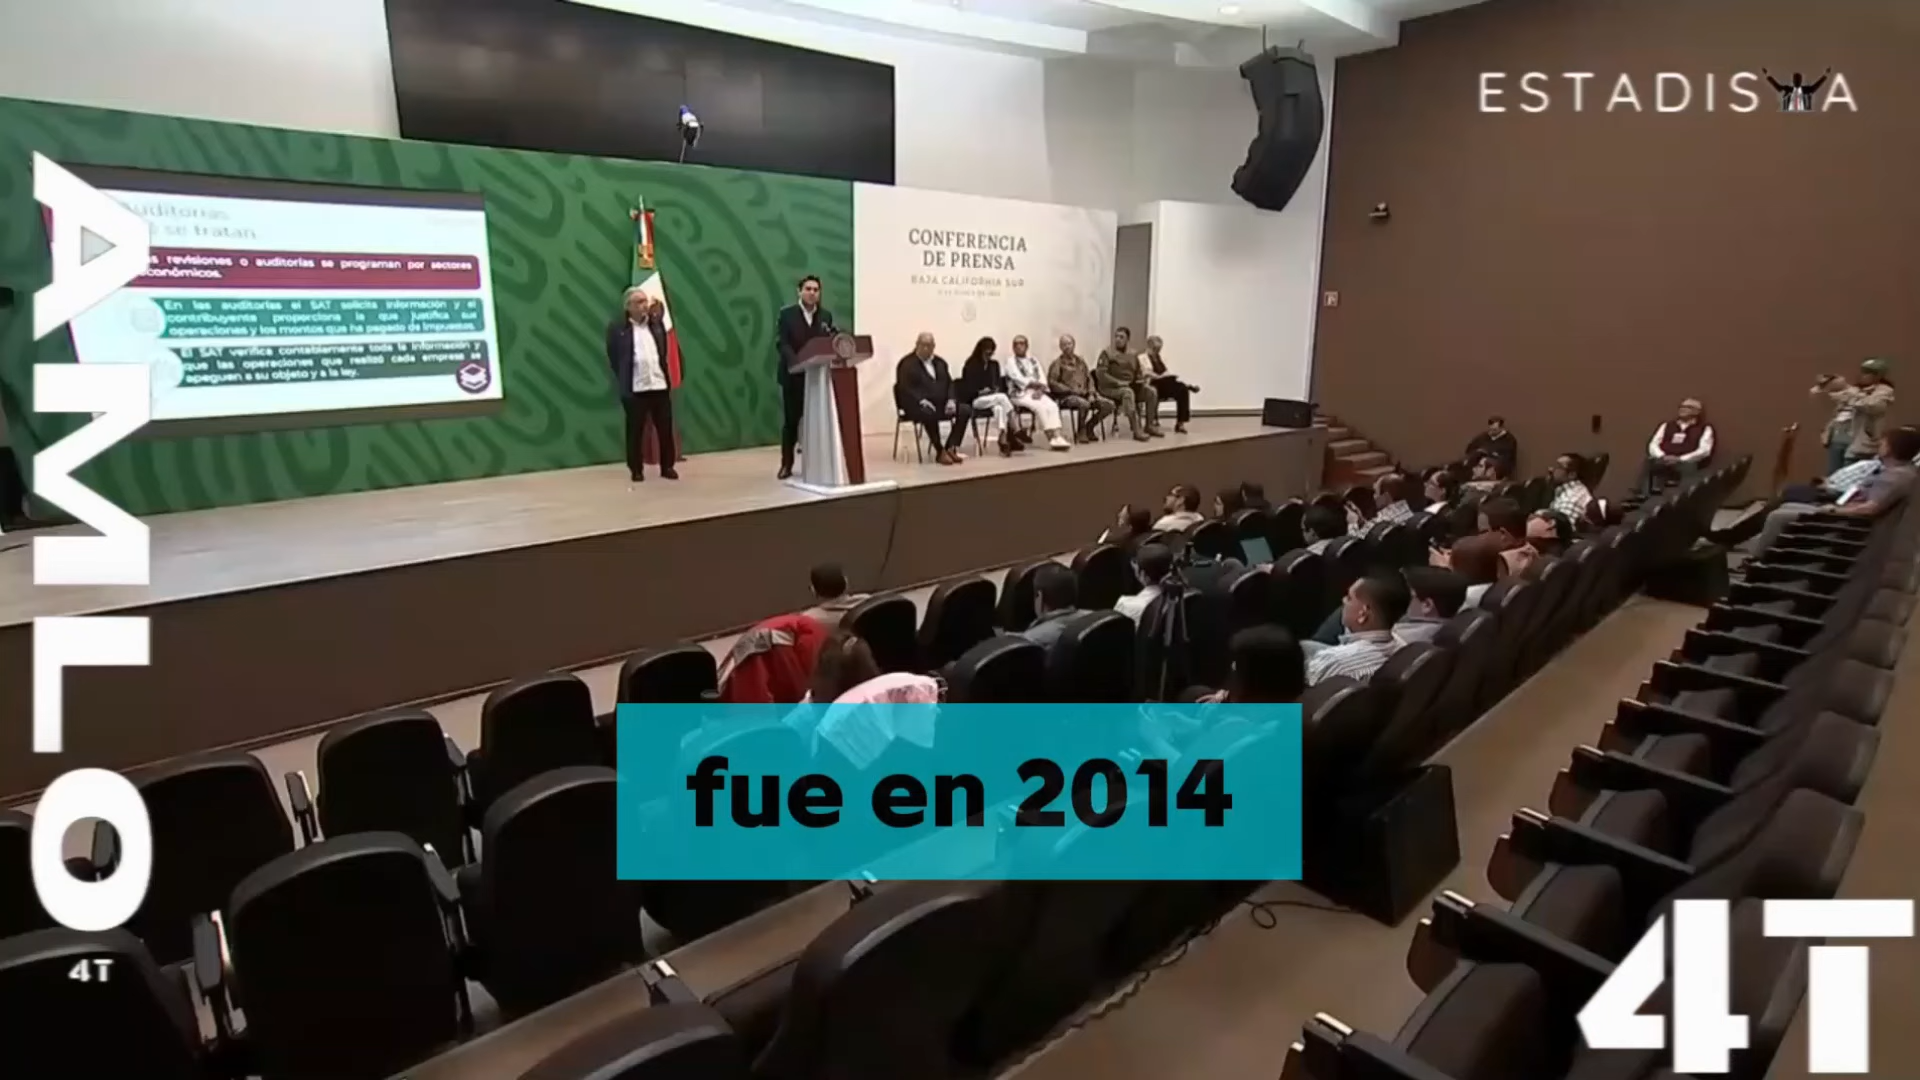 ESTADISTA
AMLO
4T
Auditorías
se tratan
revisiones o auditorías se programan por sectores
económicos.
En las auditorías el SAT solicita información y el
contribuyente proporciona la que justifica sus
operaciones y los montos que ha pagado de impuestos.
El SAT verifica contablemente toda la información y
que las operaciones que realizó cada empresa se
apeguen a su objeto y a la ley.
CONFERENCIA
DE PRENSA
BAJA CALIFORNIA SUR
fue en 2014
4T